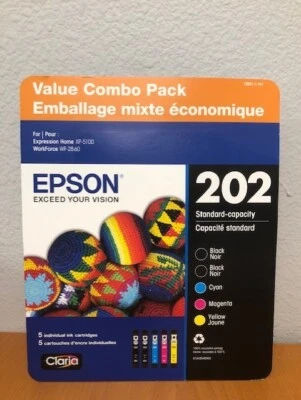 Value Combo Pack
Emballage mixte économique
For | Pour :
Expression Home XP-5100
WorkForce WF-2860
EPSON®
EXCEED YOUR VISION
202
Standard-capacity
Capacité standard
Black
Noir
Black
Noir
Cyan
Magenta
Yellow
Jaune
5 individual ink cartridges
5 cartouches d'encre individuelles
Claria